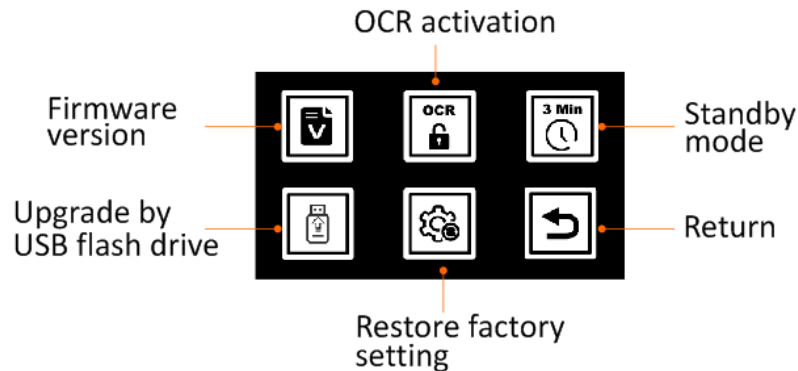 OCR activation
Firmware
version
V
OCR
3 Min
Standby
mode
Upgrade by
USB flash drive
Return
Restore factory
setting